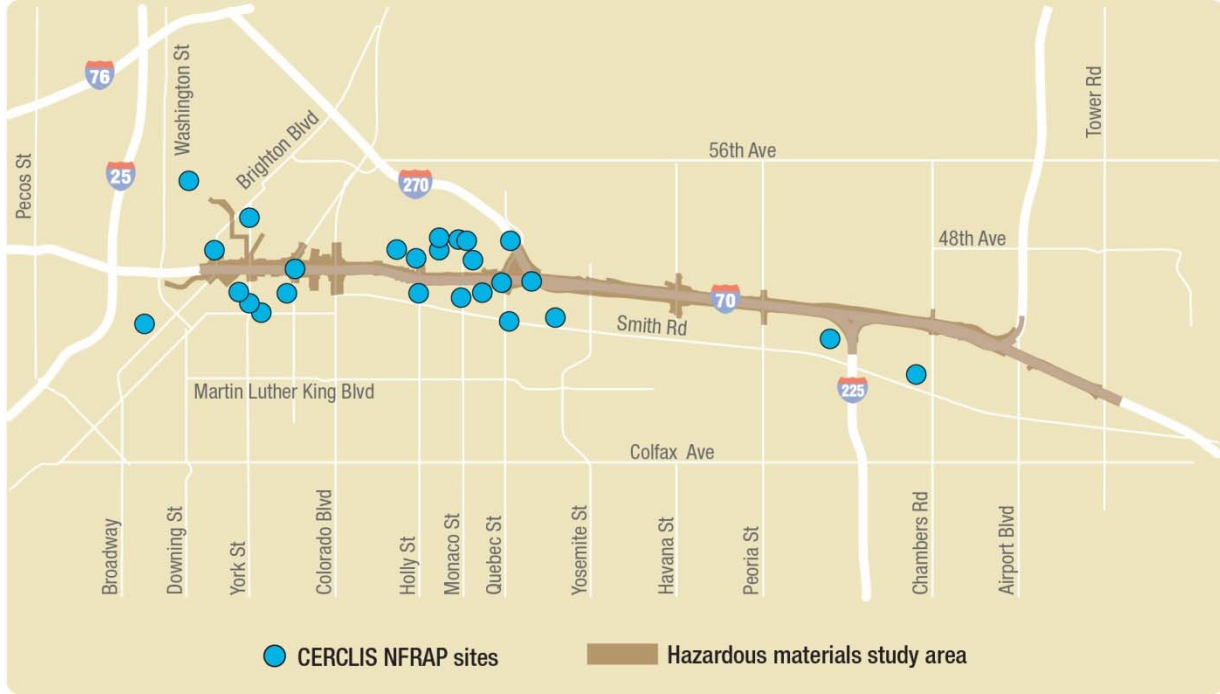 76
Washington St
Brighton Blvd
Tower Rd
Pecos St
25
270
56th Ave
48th Ave
70
Smith Rd
Martin Luther King Blvd
225
Colfax Ave
Broadway
Downing St
York St
Colorado Blvd
Holly St
Monaco St
Quebec St
Yosemite St
Havana St
Peoria St
Chambers Rd
Airport Blvd
CERCLIS NFRAP sites
Hazardous materials study area